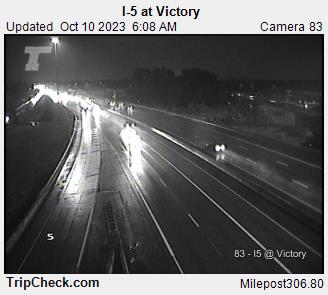 I-5 at Victory
Updated Oct 10 2023 6:08 AM Camera 83
T
S
83 - I5 @ Victory
TripCheck.com Milepost306.80